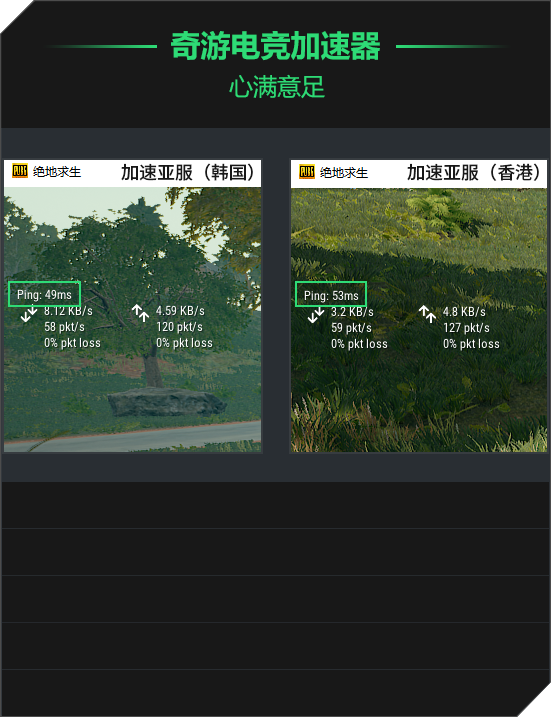 奇游电竞加速器
心满意足
绝地求生 加速亚服（韩国）
Ping: 49ms
8.12 KB/s 4.59 KB/s
58 pkt/s 120 pkt/s
0% pkt loss 0% pkt loss
绝地求生 加速亚服（香港）
Ping: 53ms
3.2 KB/s 4.8 KB/s
59 pkt/s 127 pkt/s
0% pkt loss 0% pkt loss